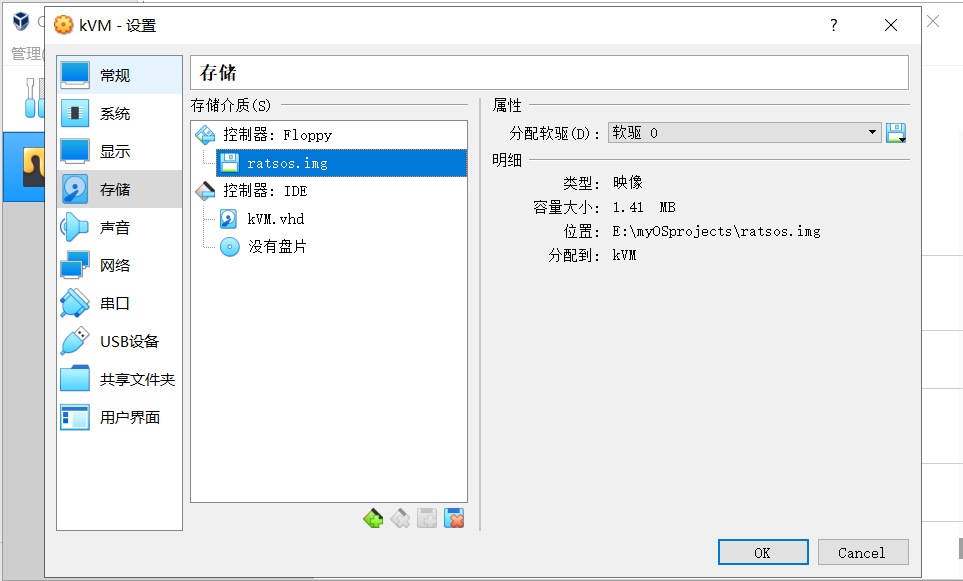 kVM - 设置
?
管理(
常规
系统
显示
存储
声音
网络
串口
USB设备
共享文件夹
用户界面
存储
存储介质(S)
控制器: Floppy
ratsos.img
控制器: IDE
kVM.vhd
没有盘片
属性
分配软驱(D): 软驱 0
明细
类型: 映像
容量大小: 1.41 MB
位置: E:\myOSprojects\ratsos.img
分配到: kVM
OK
Cancel